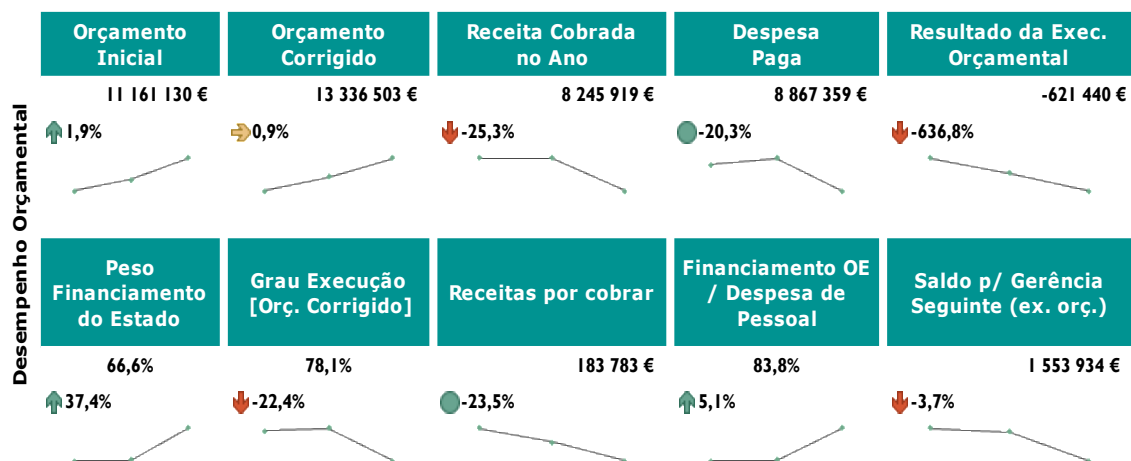 Desempenho Orçamental
Orçamento
Inicial
Orçamento
Corrigido
Receita Cobrada
no Ano
Despesa
Paga
Resultado da Exec.
Orçamental
11 161 130 €
13 336 503 €
8 245 919 €
8 867 359 €
-621 440 €
1,9%
0,9%
-25,3%
-20,3%
-636,8%
Peso
Financiamento
do Estado
Grau Execução
[Orç. Corrigido]
Receitas por cobrar
Financiamento OE
/ Despesa de
Pessoal
Saldo p/ Gerência
Seguinte (ex. orç.)
66,6%
78,1%
183 783 €
83,8%
1 553 934 €
37,4%
-22,4%
-23,5%
5,1%
-3,7%